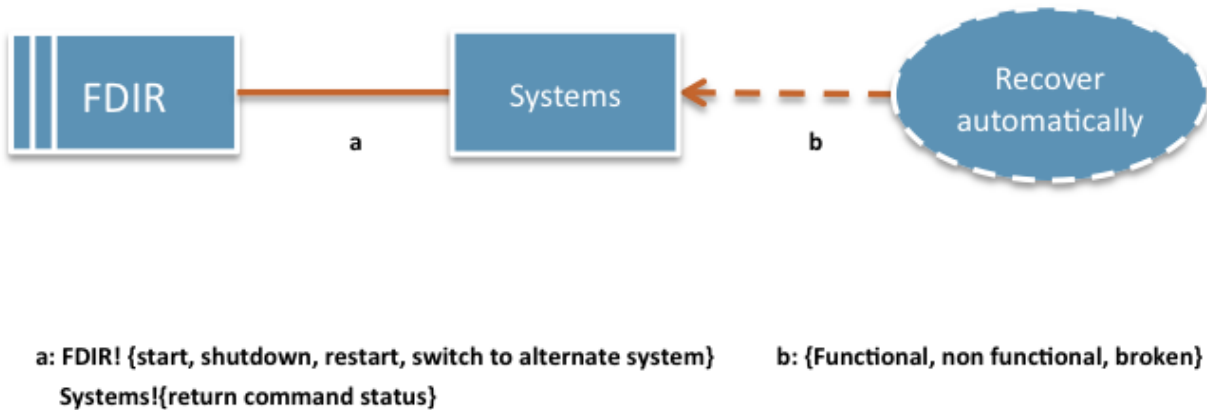 FDIR
Systems
Recover
automatically
a
b
a: FDIR! {start, shutdown, restart, switch to alternate system}
Systems!{return command status}
b: {Functional, non functional, broken}